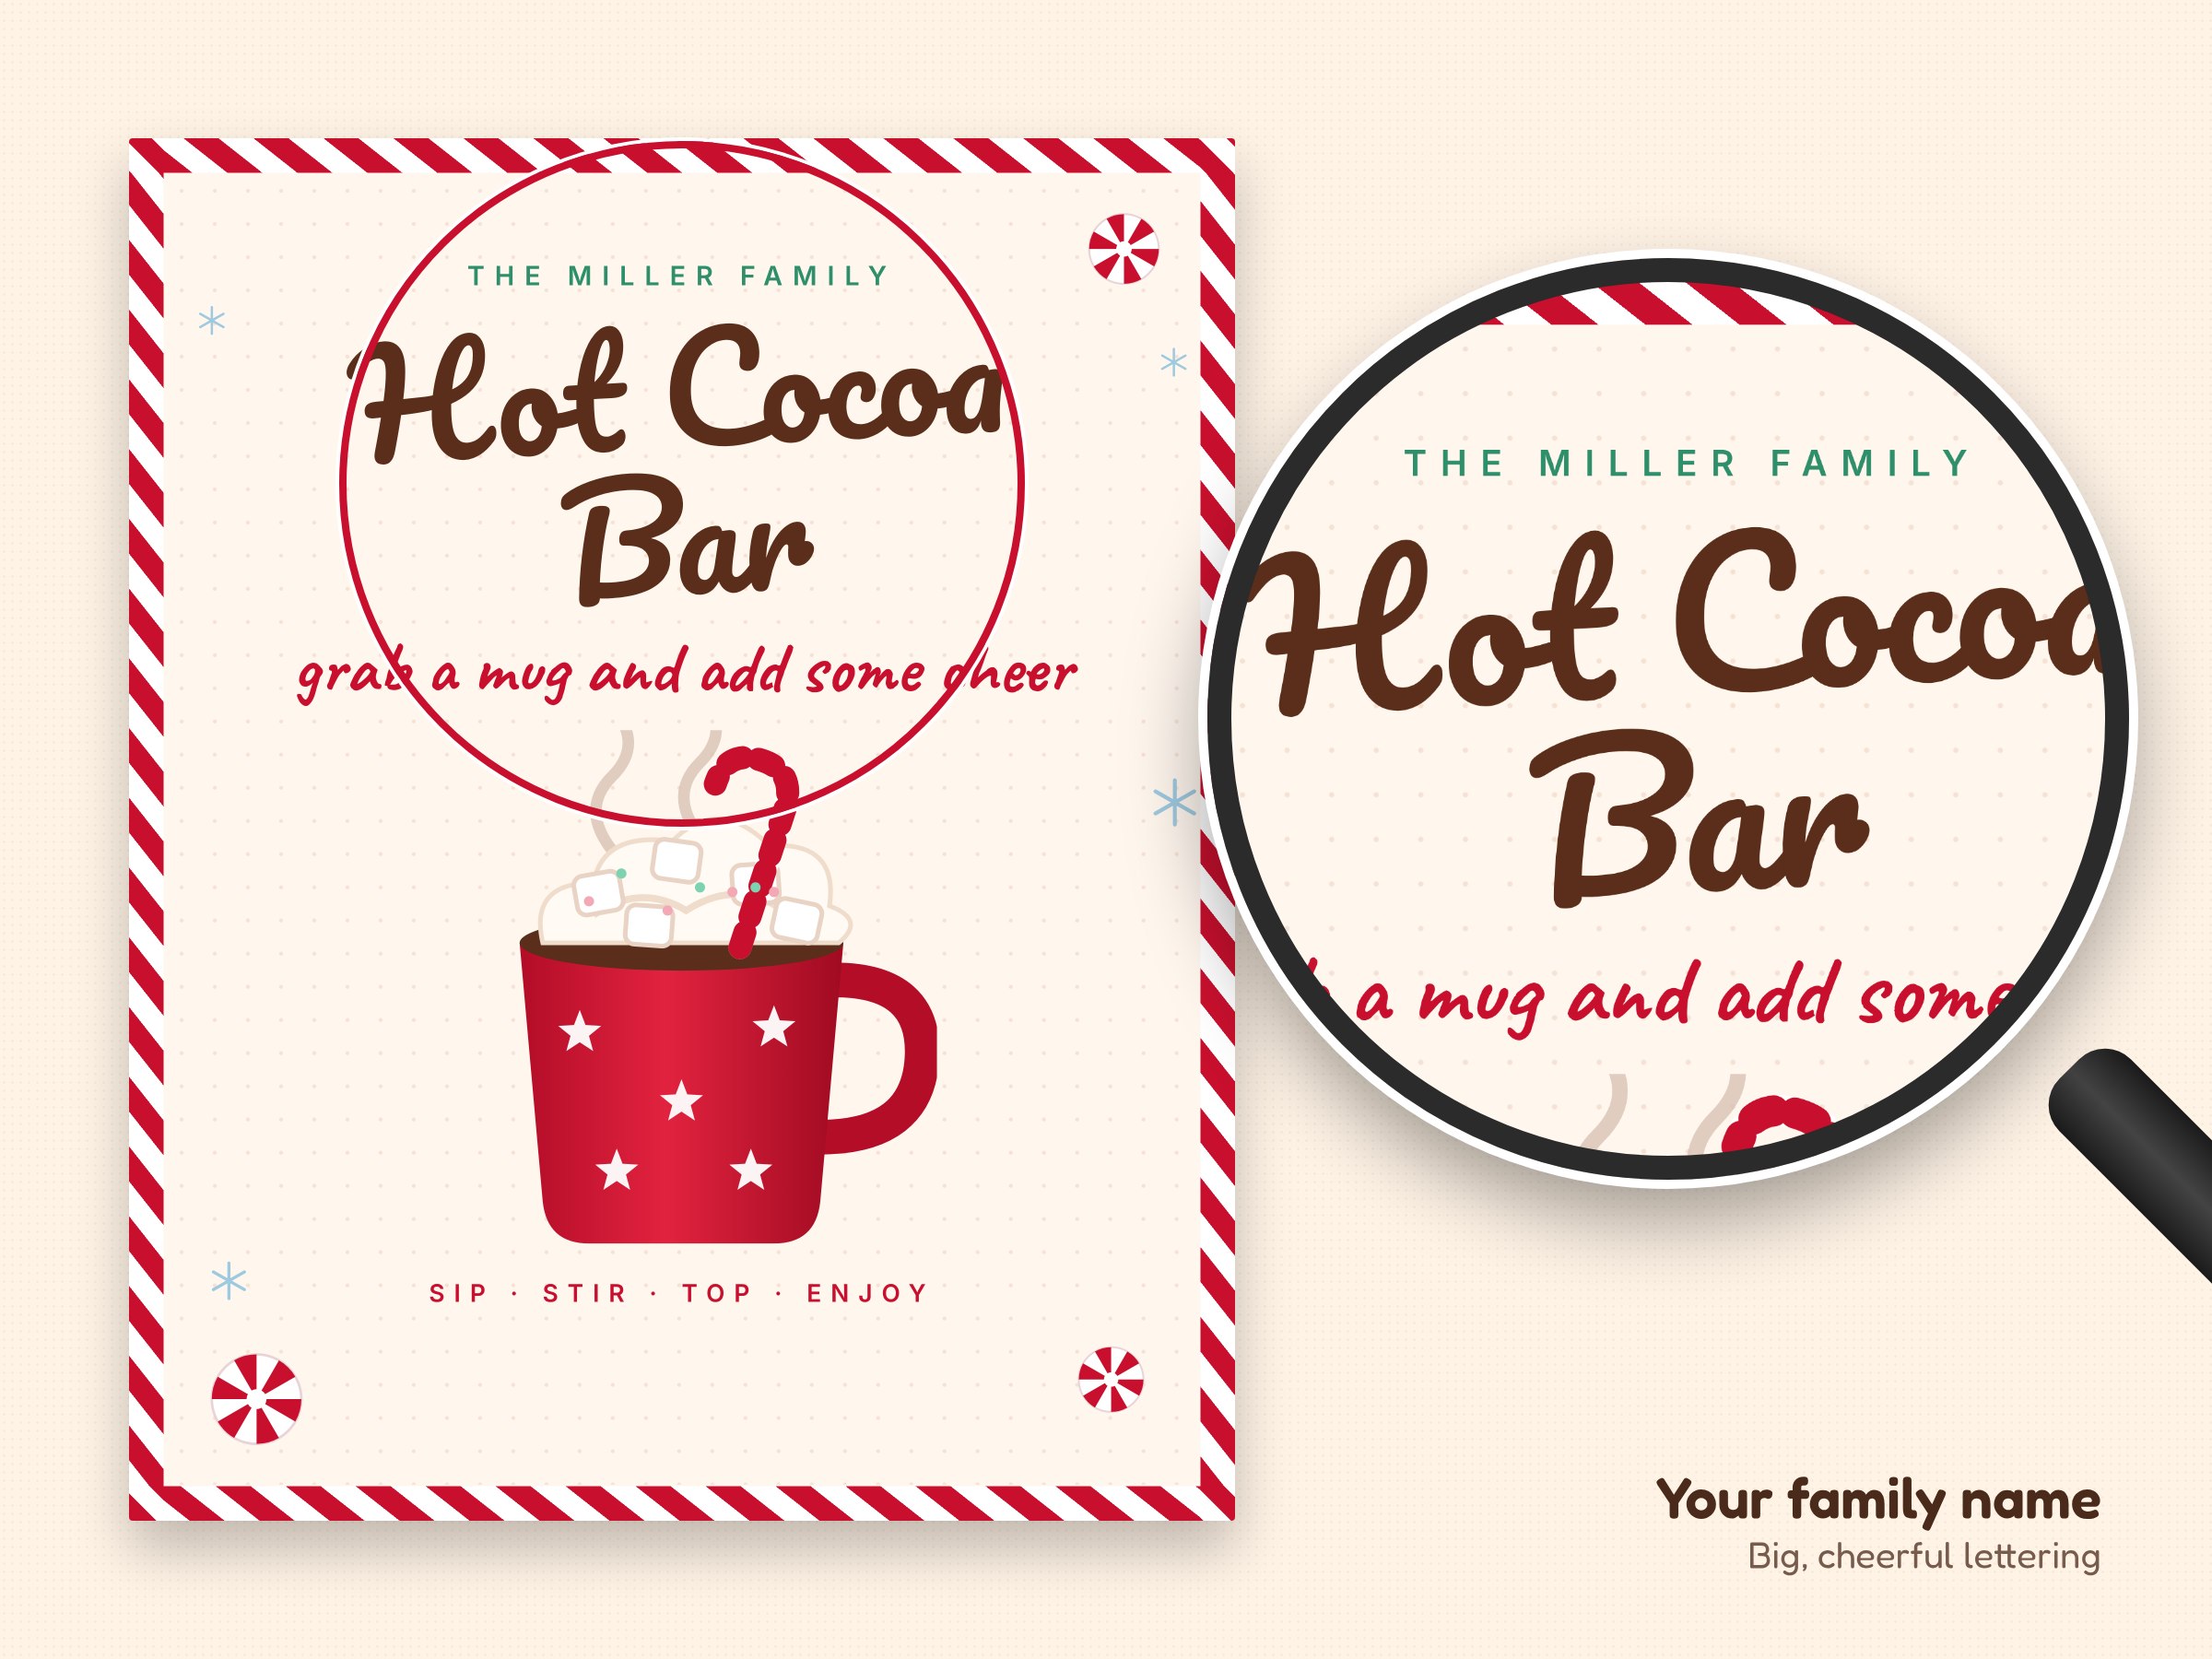 THE MILLER FAMILY
Hot Cocoa
Bar
grab a mug and add some cheer
SIP · STIR · TOP · ENJOY
THE MILLER FAMILY
Hot Cocoa
Bar
a mug and add some
Your family name
Big, cheerful lettering